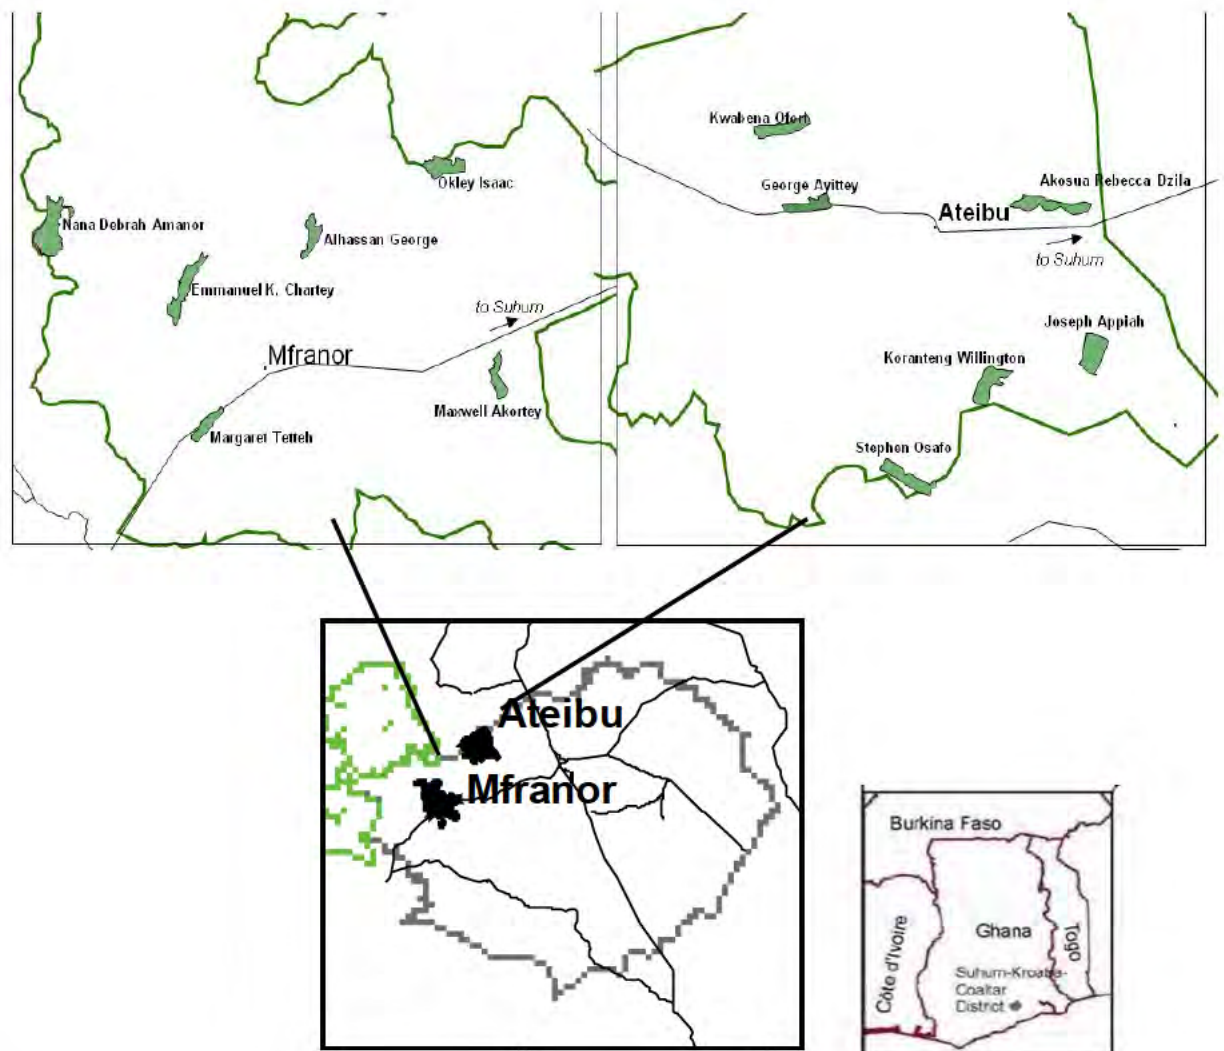 Okley Isaac
Nana Debrah Amanor
Alhassan George
Emmanuel K. Chartey
to Suhum
Mfranor
Maxwell Akortey
Margaret Tetteh
Kwabena Ofori
George Ayittey
Akosua Rebecca Dzila
Ateibu
to Suhum
Joseph Appiah
Koranteng Willington
Stephen Osafo
Ateibu
Mfranor
Burkina Faso
Côte d'Ivoire
Ghana
Togo
Suhum-Kroaba-
Coaltar
District